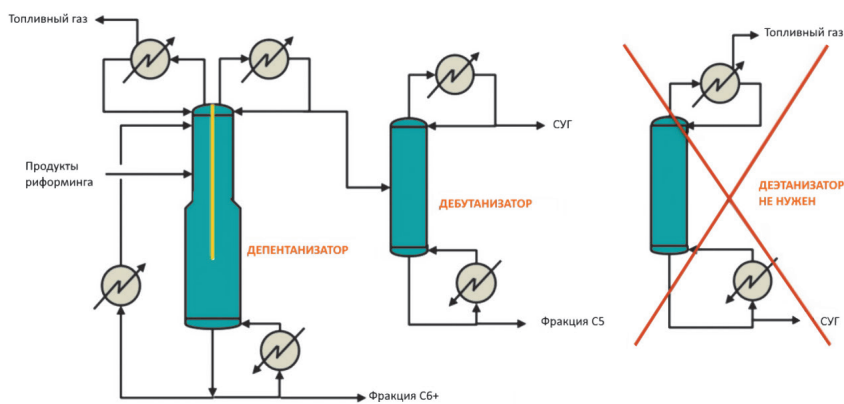 Топливный газ
Топливный газ
СУГ
Продукты
риформинга
ДЕБУТАНИЗАТОР
ДЕЭТАНИЗАТОР
НЕ НУЖЕН
ДЕПЕНТАНИЗАТОР
Фракция С5
СУГ
Фракция С6+